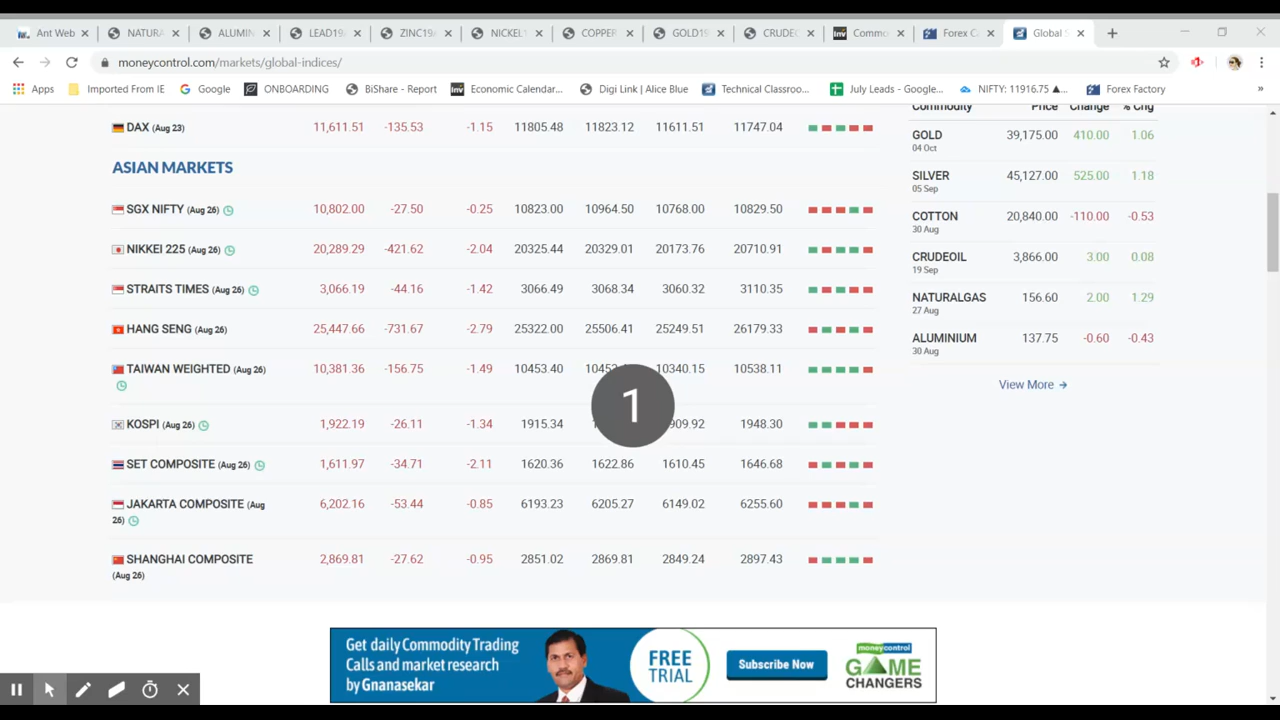 Ant Web
NATURA
ALUMIN
LEAD19
ZINC19
NICKEL
COPPER
GOLD19
CRUDE
Commo
Forex C
Global S
moneycontrol.com/markets/global-indices/
Apps Imported From IE Google ONBOARDING BiShare - Report Economic Calendar... Digi Link | Alice Blue Technical Classroo... July Leads - Google... NIFTY: 11916.75 ▲... Forex Factory »
DAX (Aug 23) 11,611.51 -135.53 -1.15 11805.48 11823.12 11611.51 11747.04
ASIAN MARKETS
SGX NIFTY (Aug 26) 10,802.00 -27.50 -0.25 10823.00 10964.50 10768.00 10829.50
NIKKEI 225 (Aug 26) 20,289.29 -421.62 -2.04 20325.44 20329.01 20173.76 20710.91
STRAITS TIMES (Aug 26) 3,066.19 -44.16 -1.42 3066.49 3068.34 3060.32 3110.35
HANG SENG (Aug 26) 25,447.66 -731.67 -2.79 25322.00 25506.41 25249.51 26179.33
TAIWAN WEIGHTED (Aug 26) 10,381.36 -156.75 -1.49 10453.40 10340.15 10538.11
1
KOSPI (Aug 26) 1,922.19 -26.11 -1.34 1915.34 909.92 1948.30
SET COMPOSITE (Aug 26) 1,611.97 -34.71 -2.11 1620.36 1622.86 1610.45 1646.68
JAKARTA COMPOSITE (Aug 6,202.16 -53.44 -0.85 6193.23 6205.27 6149.02 6255.60
26)
SHANGHAI COMPOSITE 2,869.81 -27.62 -0.95 2851.02 2869.81 2849.24 2897.43
(Aug 26)
Commodity Price Change % Chg
GOLD 39,175.00 410.00 1.06
04 Oct
SILVER 45,127.00 525.00 1.18
05 Sep
COTTON 20,840.00 -110.00 -0.53
30 Aug
CRUDEOIL 3,866.00 3.00 0.08
19 Sep
NATURALGAS 156.60 2.00 1.29
27 Aug
ALUMINIUM 137.75 -0.60 -0.43
30 Aug
View More →
Get daily Commodity Trading
Calls and market research
by Gnanasekar
FREE
TRIAL
Subscribe Now
moneycontrol
GAME
CHANGERS